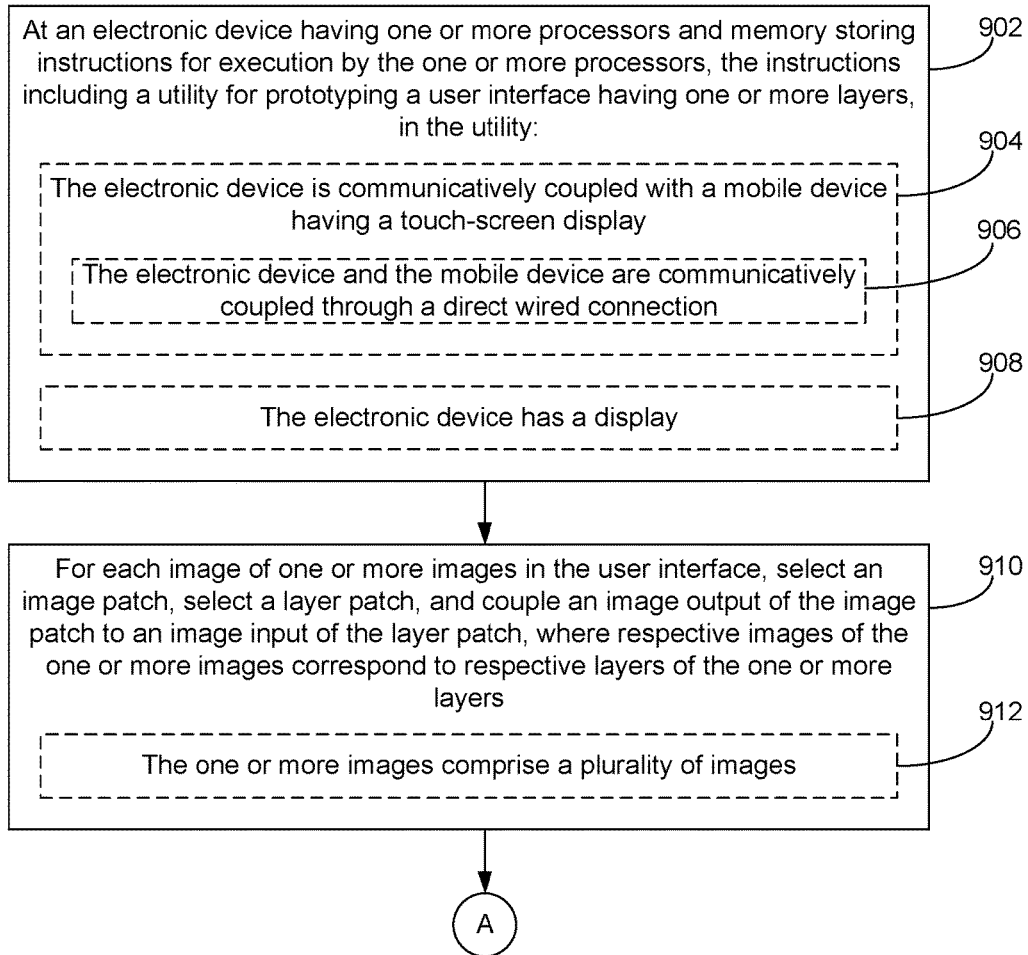 At an electronic device having one or more processors and memory storing
instructions for execution by the one or more processors, the instructions
including a utility for prototyping a user interface having one or more layers,
in the utility:
902
The electronic device is communicatively coupled with a mobile device
having a touch-screen display
904
The electronic device and the mobile device are communicatively
coupled through a direct wired connection
906
The electronic device has a display
908
For each image of one or more images in the user interface, select an
image patch, select a layer patch, and couple an image output of the image
patch to an image input of the layer patch, where respective images of the
one or more images correspond to respective layers of the one or more
layers
910
The one or more images comprise a plurality of images
912
A